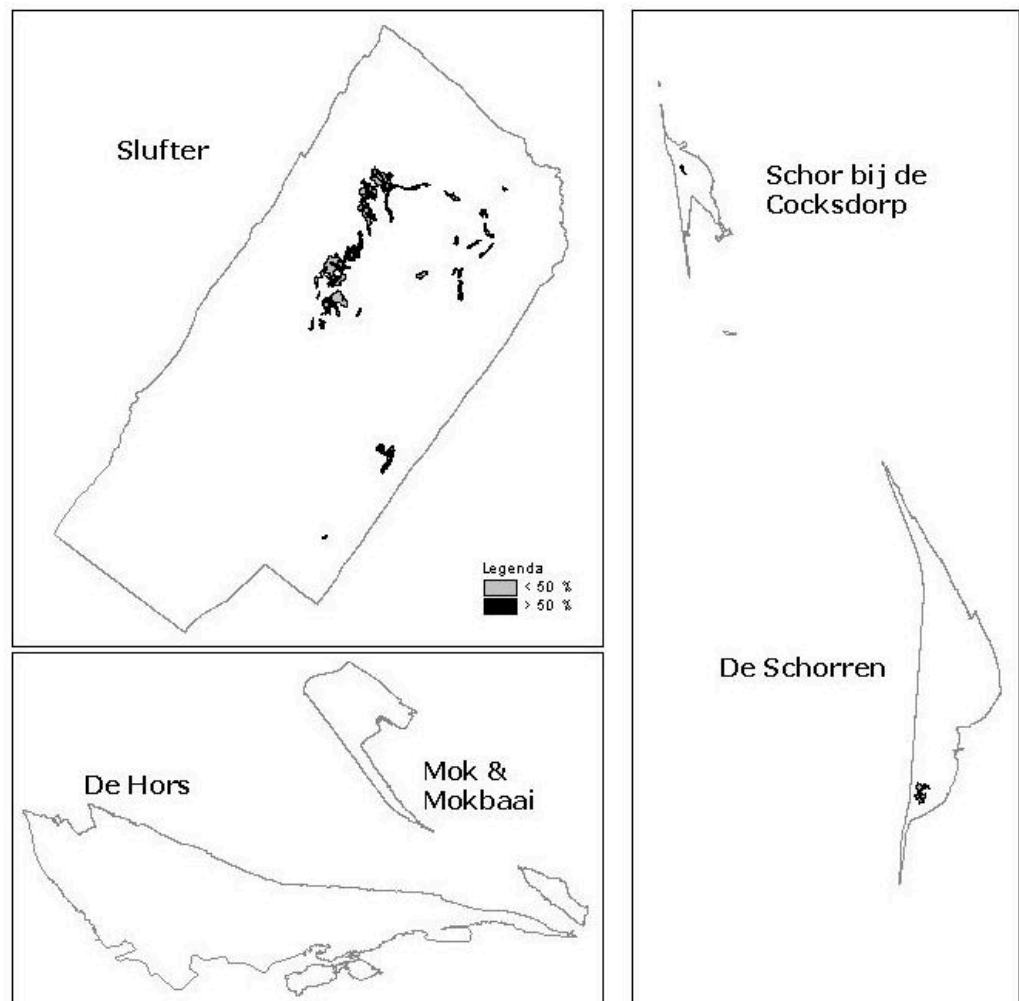 Slufter
Legenda
< 50 %
> 50 %
De Hors
Mok &
Mokbaai
Schor bij de
Cocksdorp
De Schorren